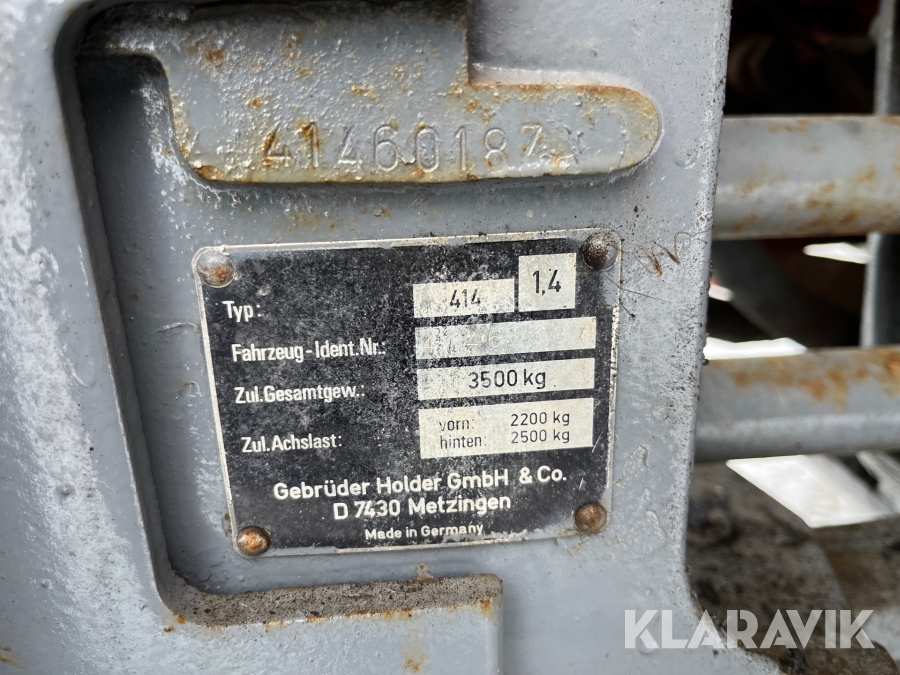 Typ: 414 1,4
Fahrzeug-Ident.Nr.:
Zul.Gesamtgew.: 3500 kg
Zul.Achslast: vorn: 2200 kg
hinten: 2500 kg
Gebrüder Holder GmbH & Co.
D 7430 Metzingen
Made in Germany
KLARAVIK